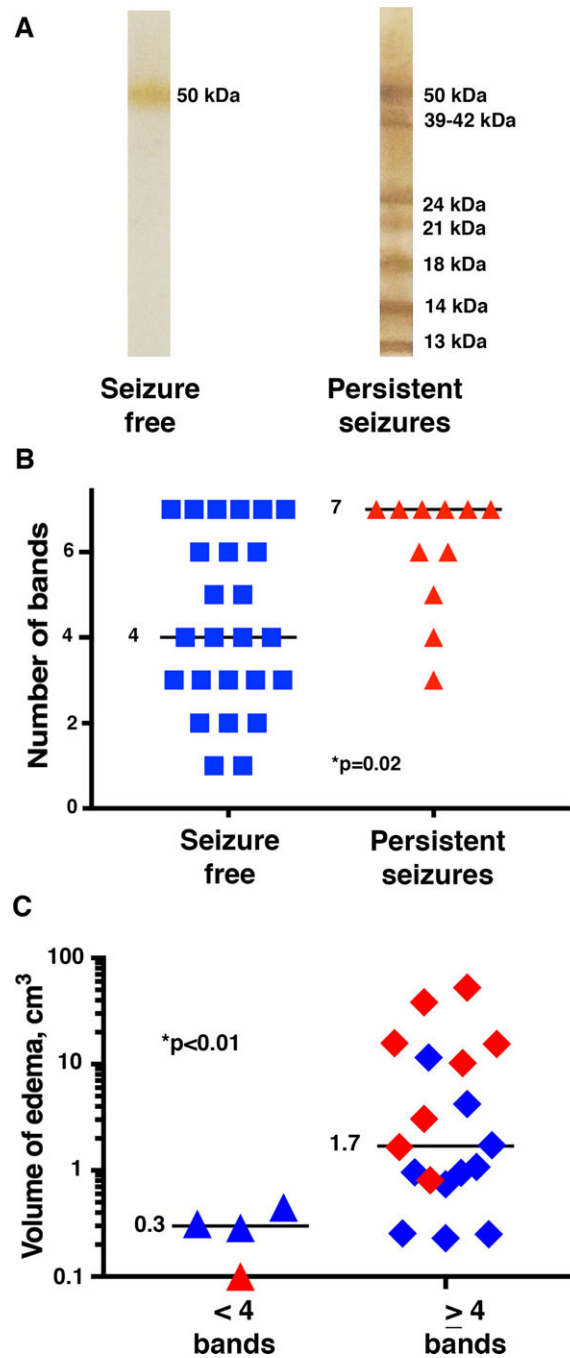 A
50 kDa
50 kDa
39-42 kDa
24 kDa
21 kDa
18 kDa
14 kDa
13 kDa
Seizure free
Persistent seizures
B
Number of bands
6
4
2
0
4
7
*p=0.02
Seizure free
Persistent seizures
C
Volume of edema, cm³
100
10
1
0.1
*p<0.01
0.3
1.7
< 4 bands
≥ 4 bands